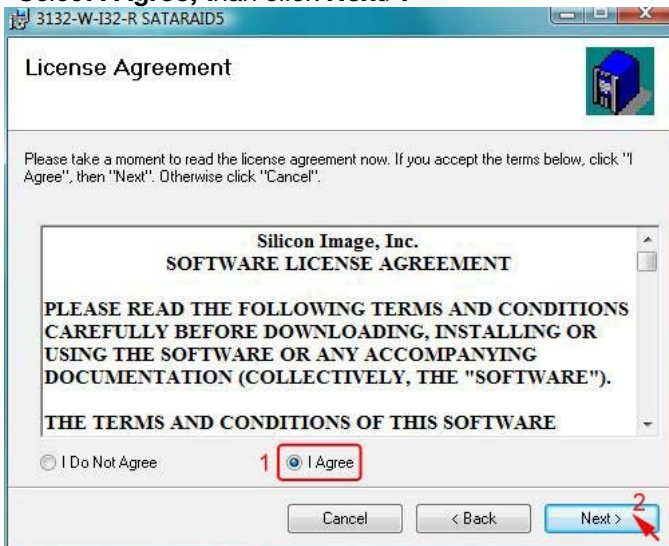 3132-W-I32-R SATARAID5
License Agreement
Please take a moment to read the license agreement now. If you accept the terms below, click "I
Agree", then "Next". Otherwise click "Cancel".
Silicon Image, Inc.
SOFTWARE LICENSE AGREEMENT
PLEASE READ THE FOLLOWING TERMS AND CONDITIONS
CAREFULLY BEFORE DOWNLOADING, INSTALLING OR
USING THE SOFTWARE OR ANY ACCOMPANYING
DOCUMENTATION (COLLECTIVELY, THE "SOFTWARE").
THE TERMS AND CONDITIONS OF THIS SOFTWARE
I Do Not Agree 1 I Agree
Cancel < Back Next > 2